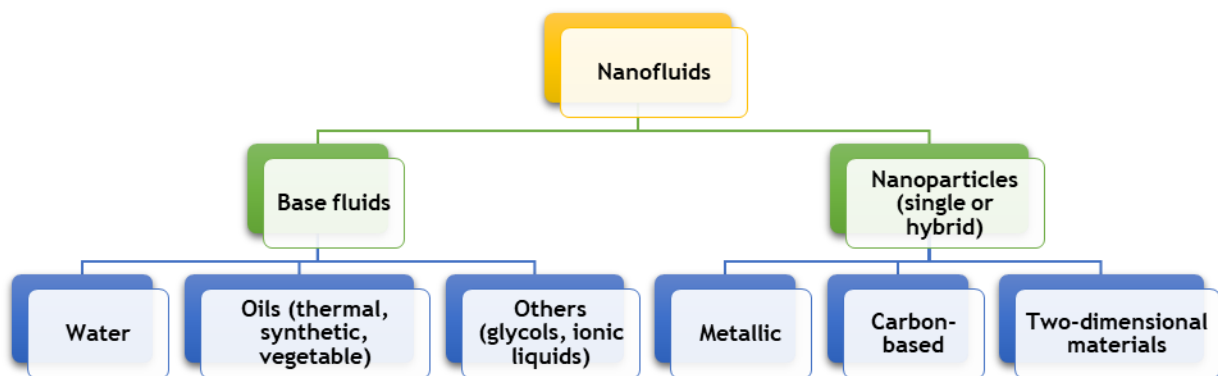 Nanofluids
Base fluids
Nanoparticles
(single or
hybrid)
Water
Oils (thermal,
synthetic,
vegetable)
Others
(glycols, ionic
liquids)
Metallic
Carbon-
based
Two-dimensional
materials